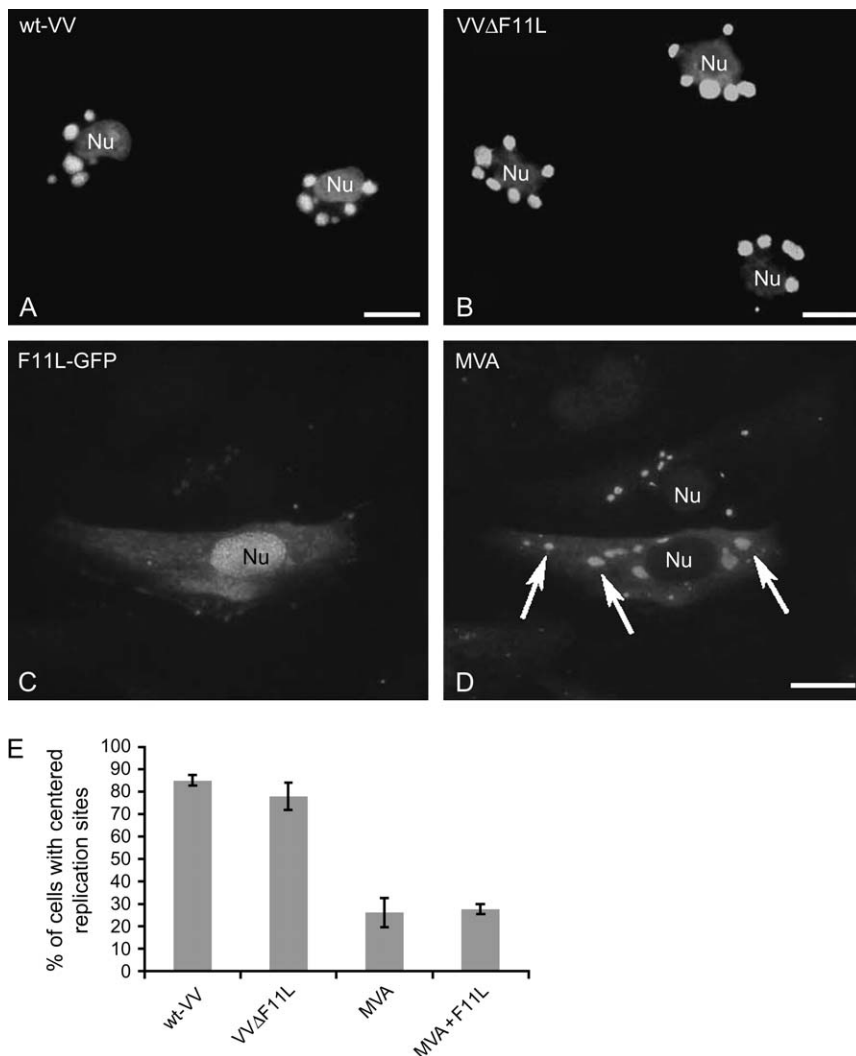 wt-VV
Nu
Nu
A
VVΔF11L
Nu
Nu
Nu
B
F11L-GFP
Nu
C
MVA
Nu
Nu
D
E
% of cells with centered
replication sites
100
90
80
70
60
50
40
30
20
10
0
wt-VV
VVΔF11L
MVA
MVA+F11L